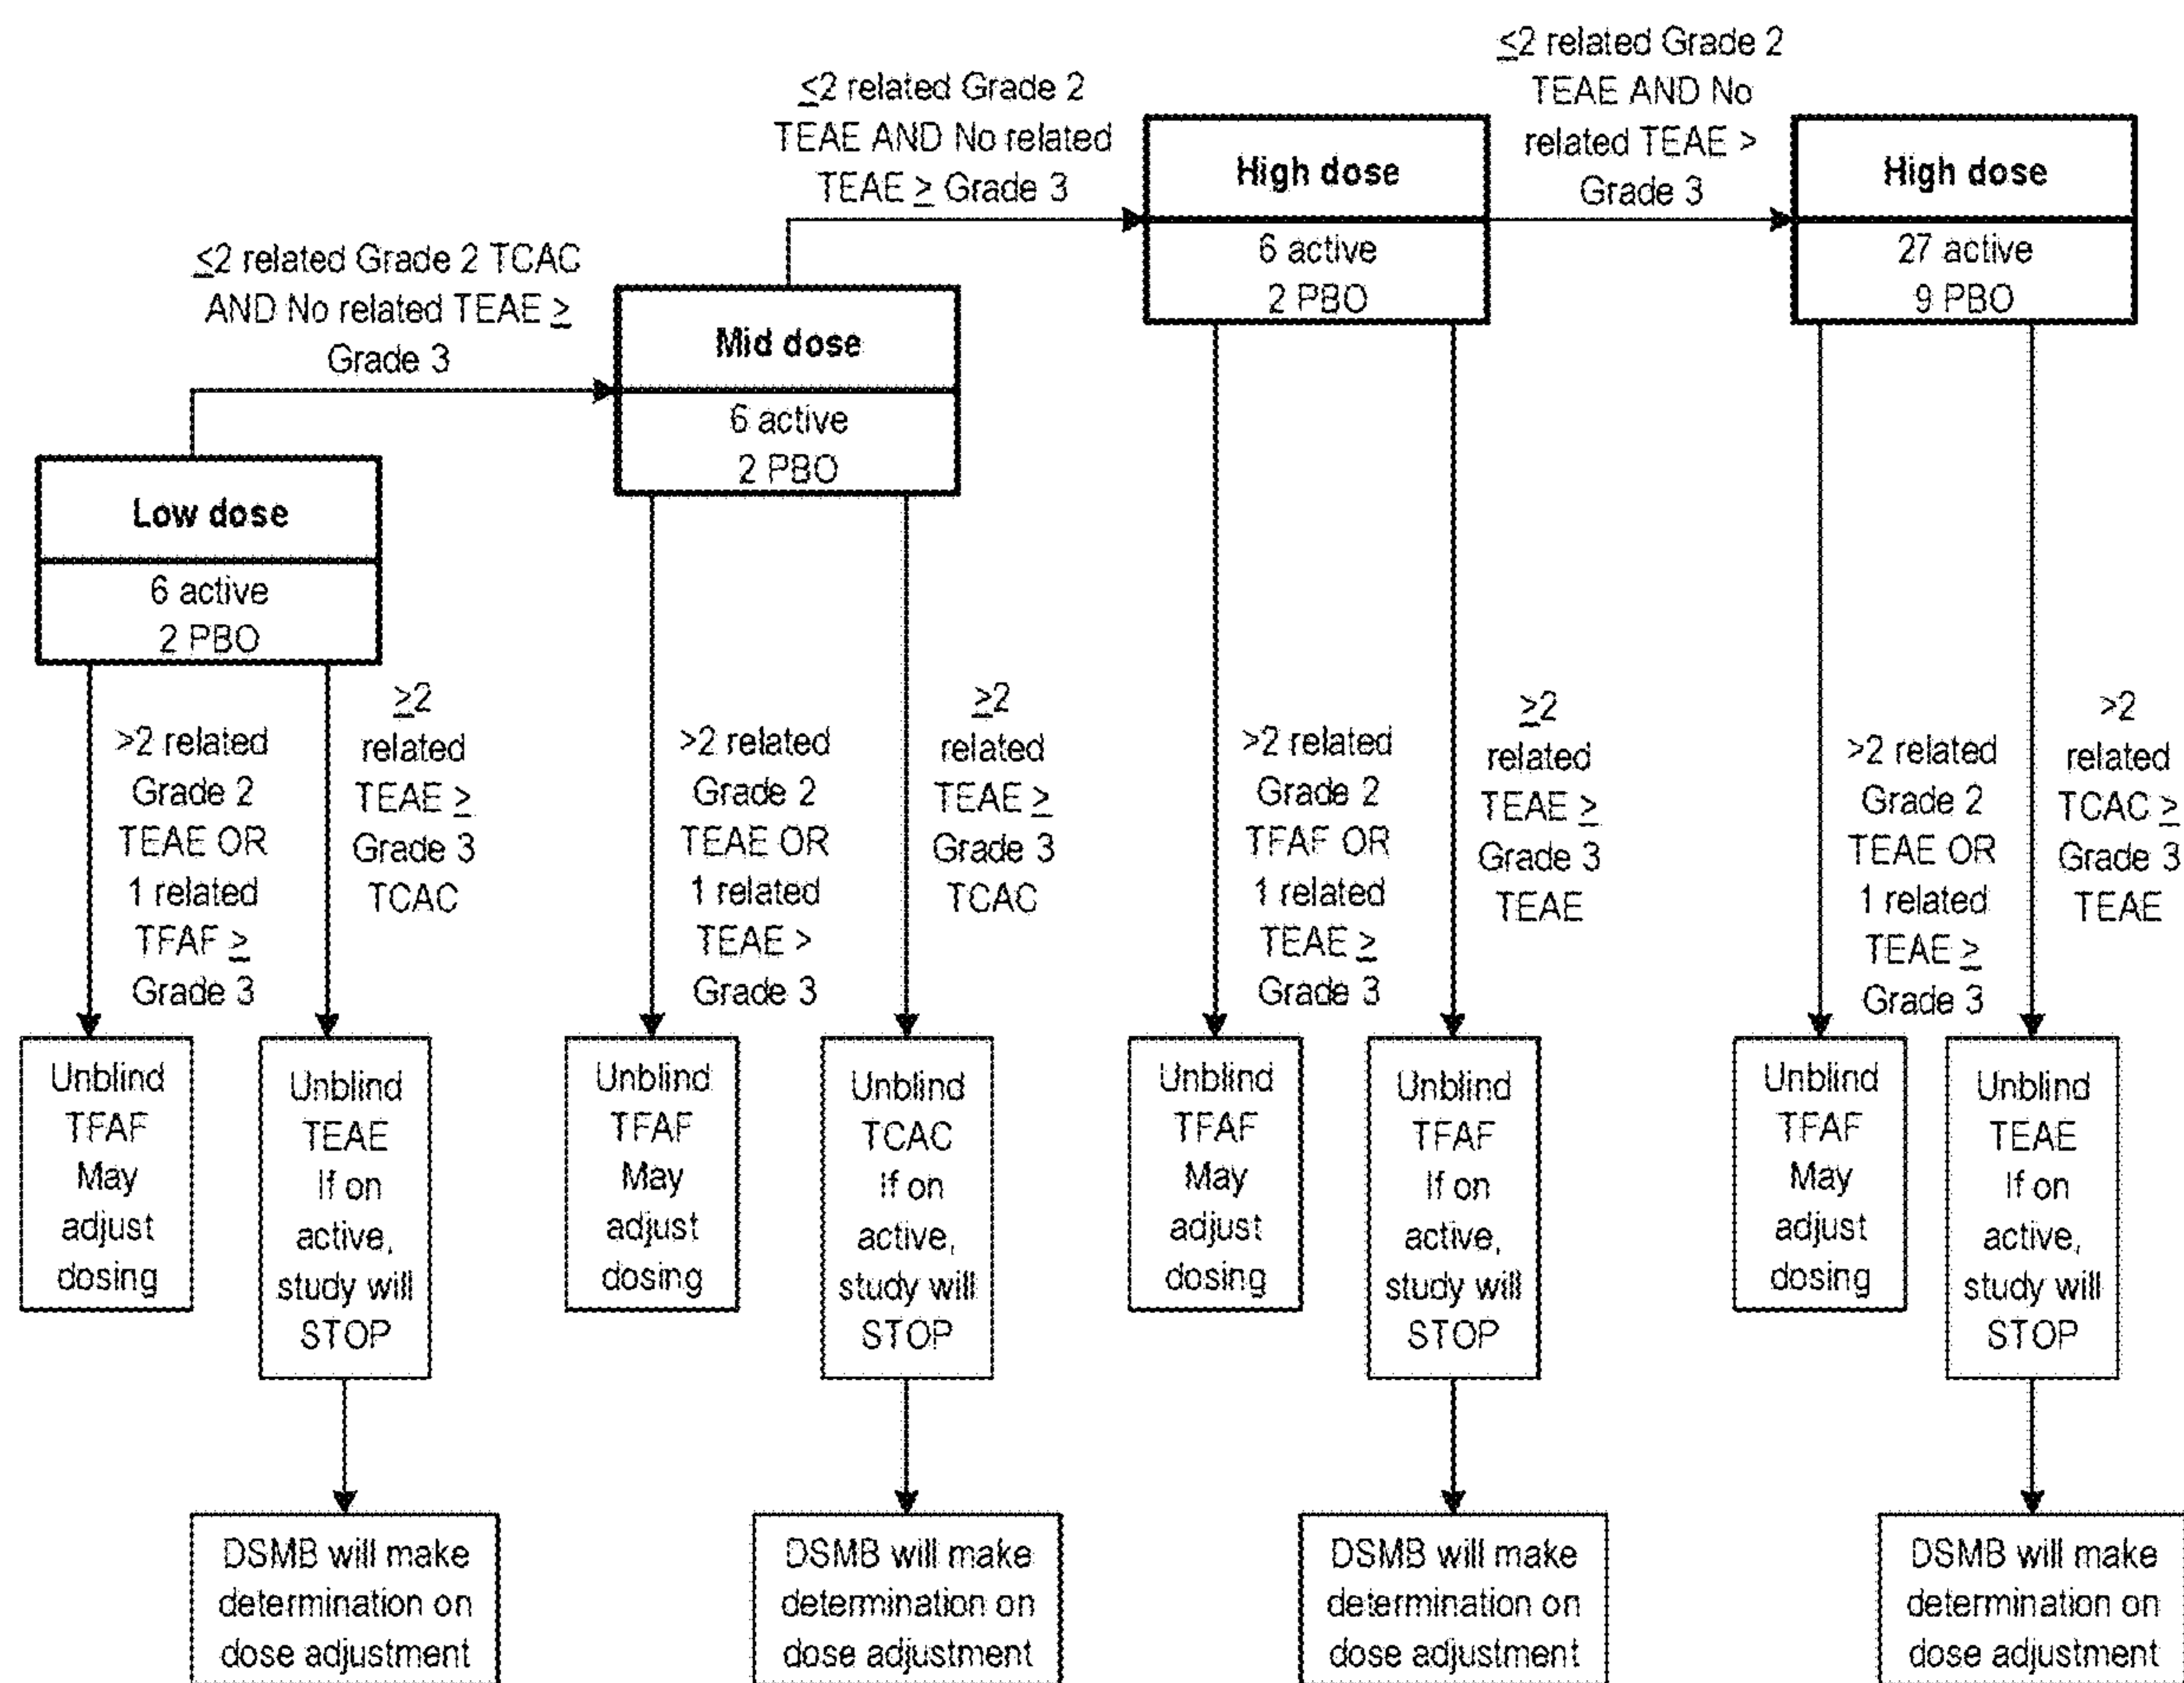 ≤2 related Grade 2 TCAC
AND No related TEAE ≥
Grade 3
≤2 related Grade 2
TEAE AND No related
TEAE ≥ Grade 3
≤2 related Grade 2
TEAE AND No
related TEAE >
Grade 3
Low dose
6 active
2 PBO
Mid dose
6 active
2 PBO
High dose
6 active
2 PBO
High dose
27 active
9 PBO
>2 related
Grade 2
TEAE OR
1 related
TFAF ≥
Grade 3
≥2
related
TEAE ≥
Grade 3
TCAC
>2 related
Grade 2
TEAE OR
1 related
TEAE >
Grade 3
≥2
related
TEAE ≥
Grade 3
TCAC
>2 related
Grade 2
TFAF OR
1 related
TEAE ≥
Grade 3
≥2
related
TEAE ≥
Grade 3
TEAE
>2 related
Grade 2
TEAE OR
1 related
TEAE ≥
Grade 3
>2
related
TCAC ≥
Grade 3
TEAE
Unblind
TFAF
May
adjust
dosing
Unblind
TEAE
If on
active,
study will
STOP
Unblind
TFAF
May
adjust
dosing
Unblind
TCAC
If on
active,
study will
STOP
Unblind
TFAF
May
adjust
dosing
Unblind
TFAF
If on
active,
study will
STOP
Unblind
TFAF
May
adjust
dosing
Unblind
TEAE
If on
active,
study will
STOP
DSMB will make
determination on
dose adjustment
DSMB will make
determination on
dose adjustment
DSMB will make
determination on
dose adjustment
DSMB will make
determination on
dose adjustment